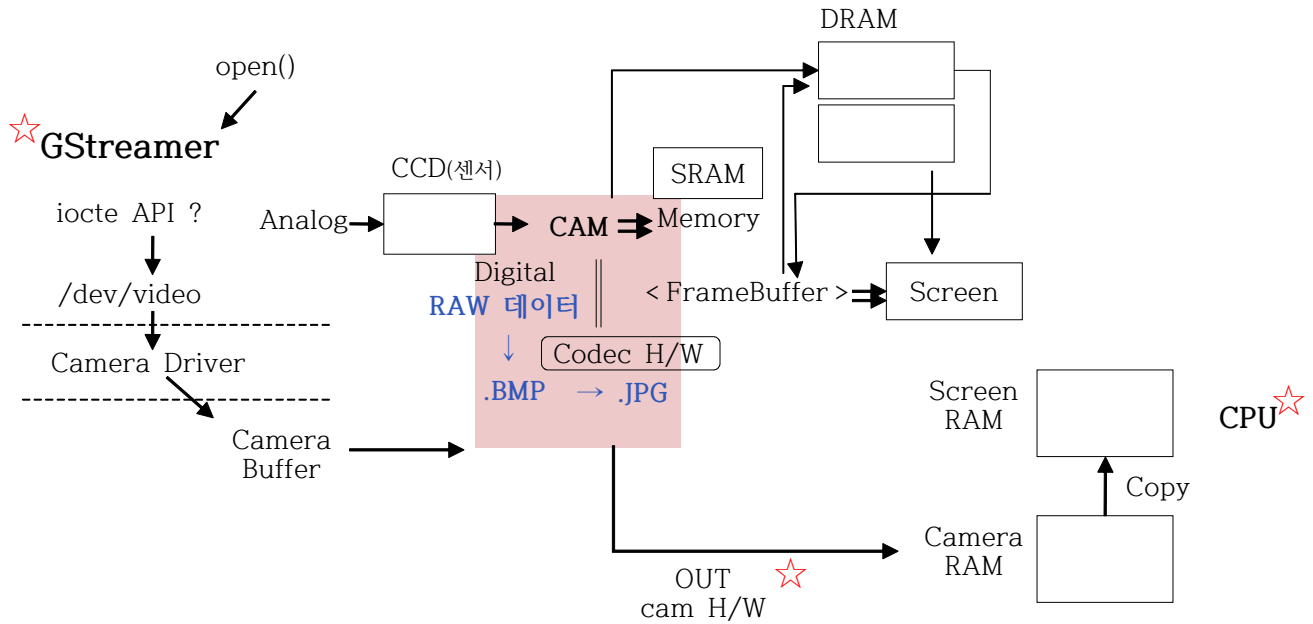 DRAM
open()
☆GStreamer
CCD(센서)
SRAM
iocte API ?
Analog
CAM
Memory
Digital
RAW 데이터
/dev/video
< FrameBuffer >
Screen
↓
Codec H/W
Camera Driver
.BMP → .JPG
Screen
RAM
CPU☆
Camera
Buffer
Copy
Camera
RAM
OUT ☆
cam H/W